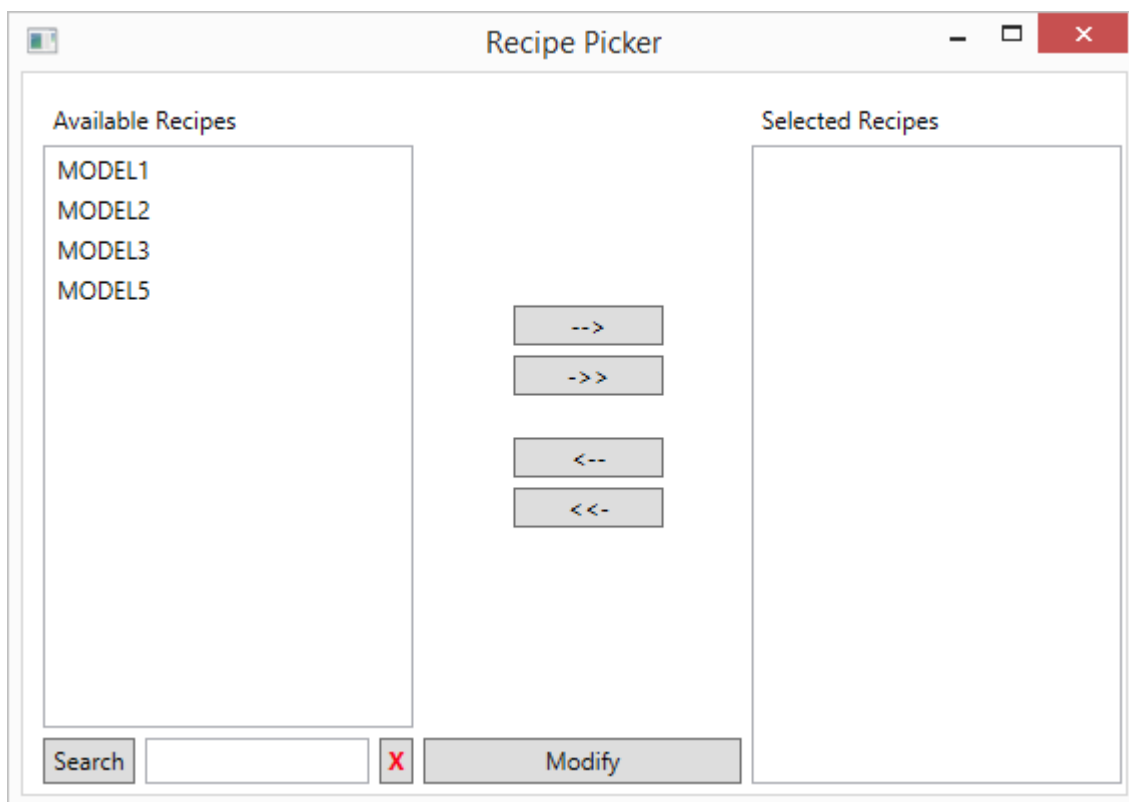 Recipe Picker
Available Recipes
Selected Recipes
MODEL1
MODEL2
MODEL3
MODEL5
-->
->>
<--
<<-
Search
X
Modify